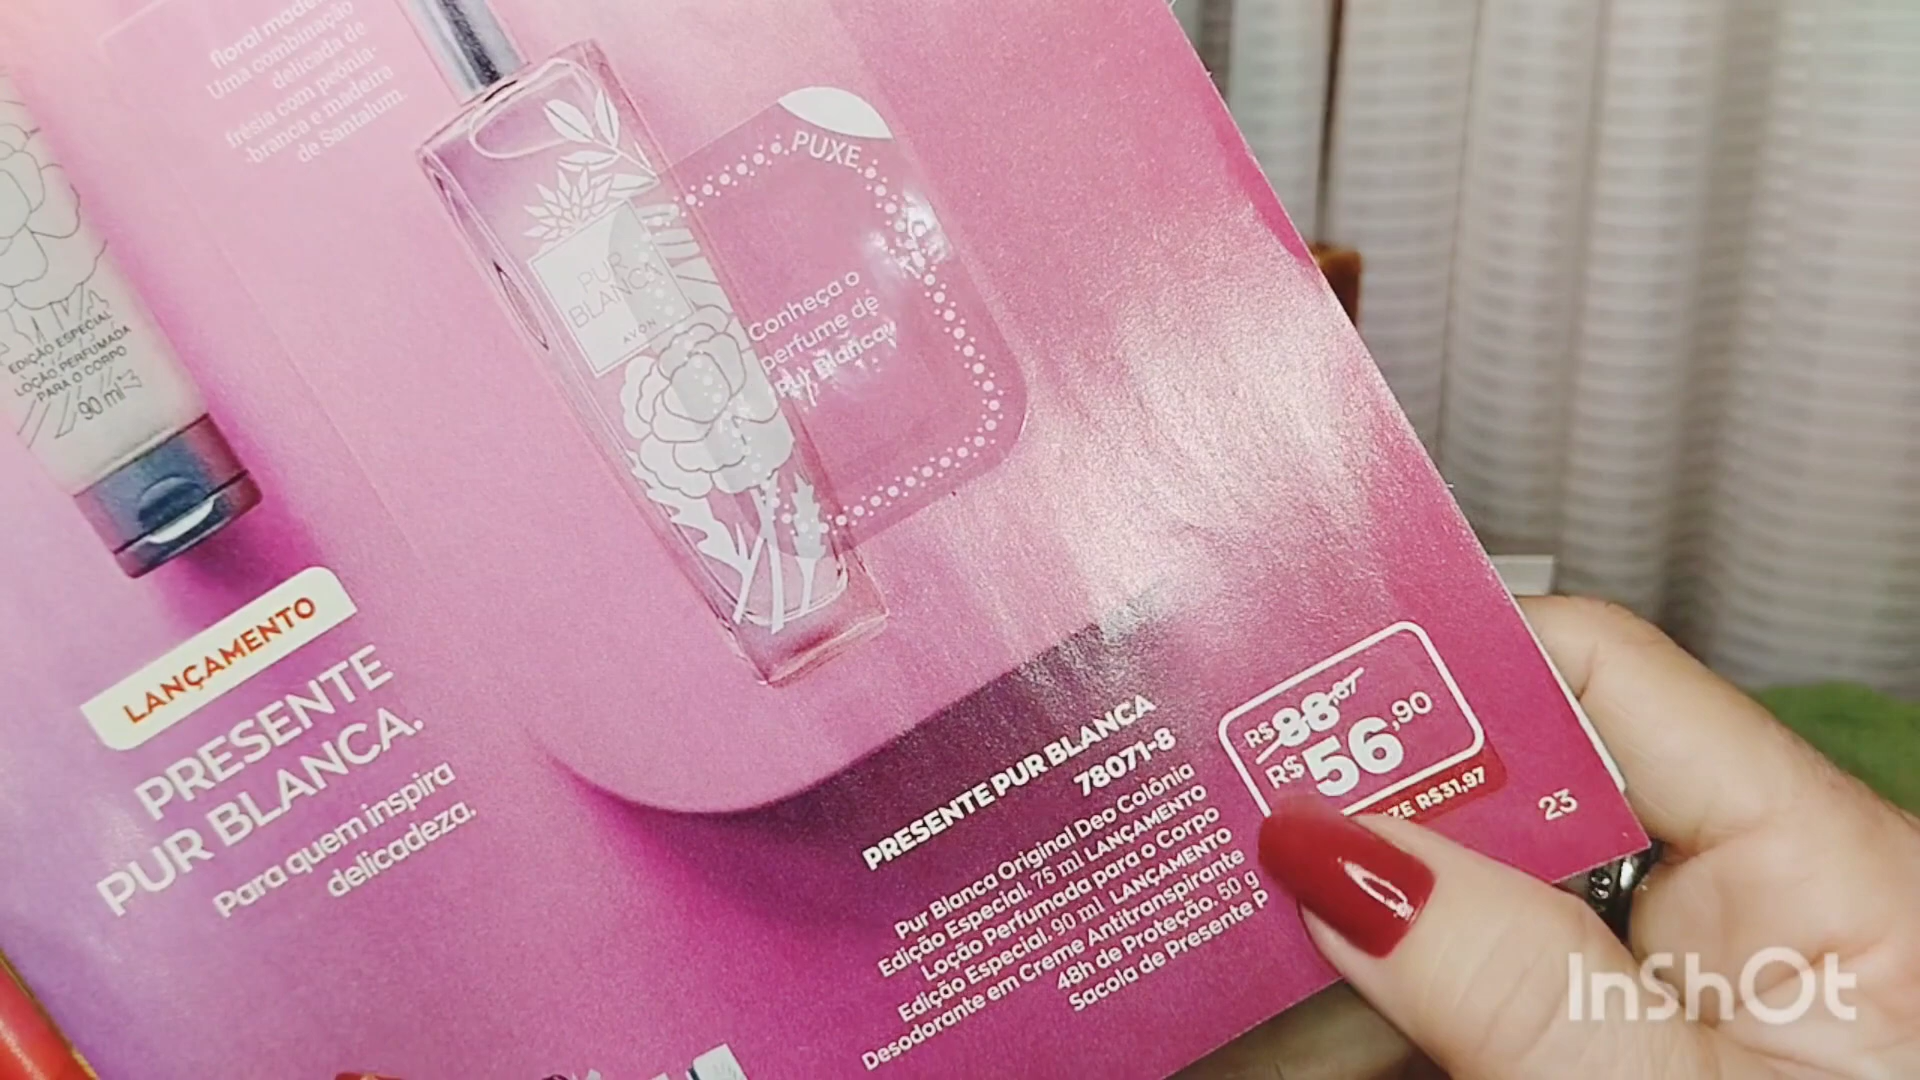 floral
Uma combinação
delicada de
frésia com peônia-
-branca e madeira
de Santalum.
PUXE
Conheça o
perfume de
Pur Blanca
PUR
BLANCA
AVON
EDIÇÃO ESPECIAL
LOÇÃO PERFUMADA
PARA O CORPO
90 ml
LANÇAMENTO
PRESENTE
PUR BLANCA.
Para quem inspira
delicadeza.
PRESENTE PUR BLANCA
78071-8
Pur Blanca Original Deo Colônia
Edição Especial. 75 ml LANÇAMENTO
Loção Perfumada para o Corpo
Edição Especial. 90 ml LANÇAMENTO
Desodorante em Creme Antitranspirante
48h de Proteção. 50 g
Sacola de Presente P
R$ 88,87
R$ 56,90
R$31,97
23
InShOt